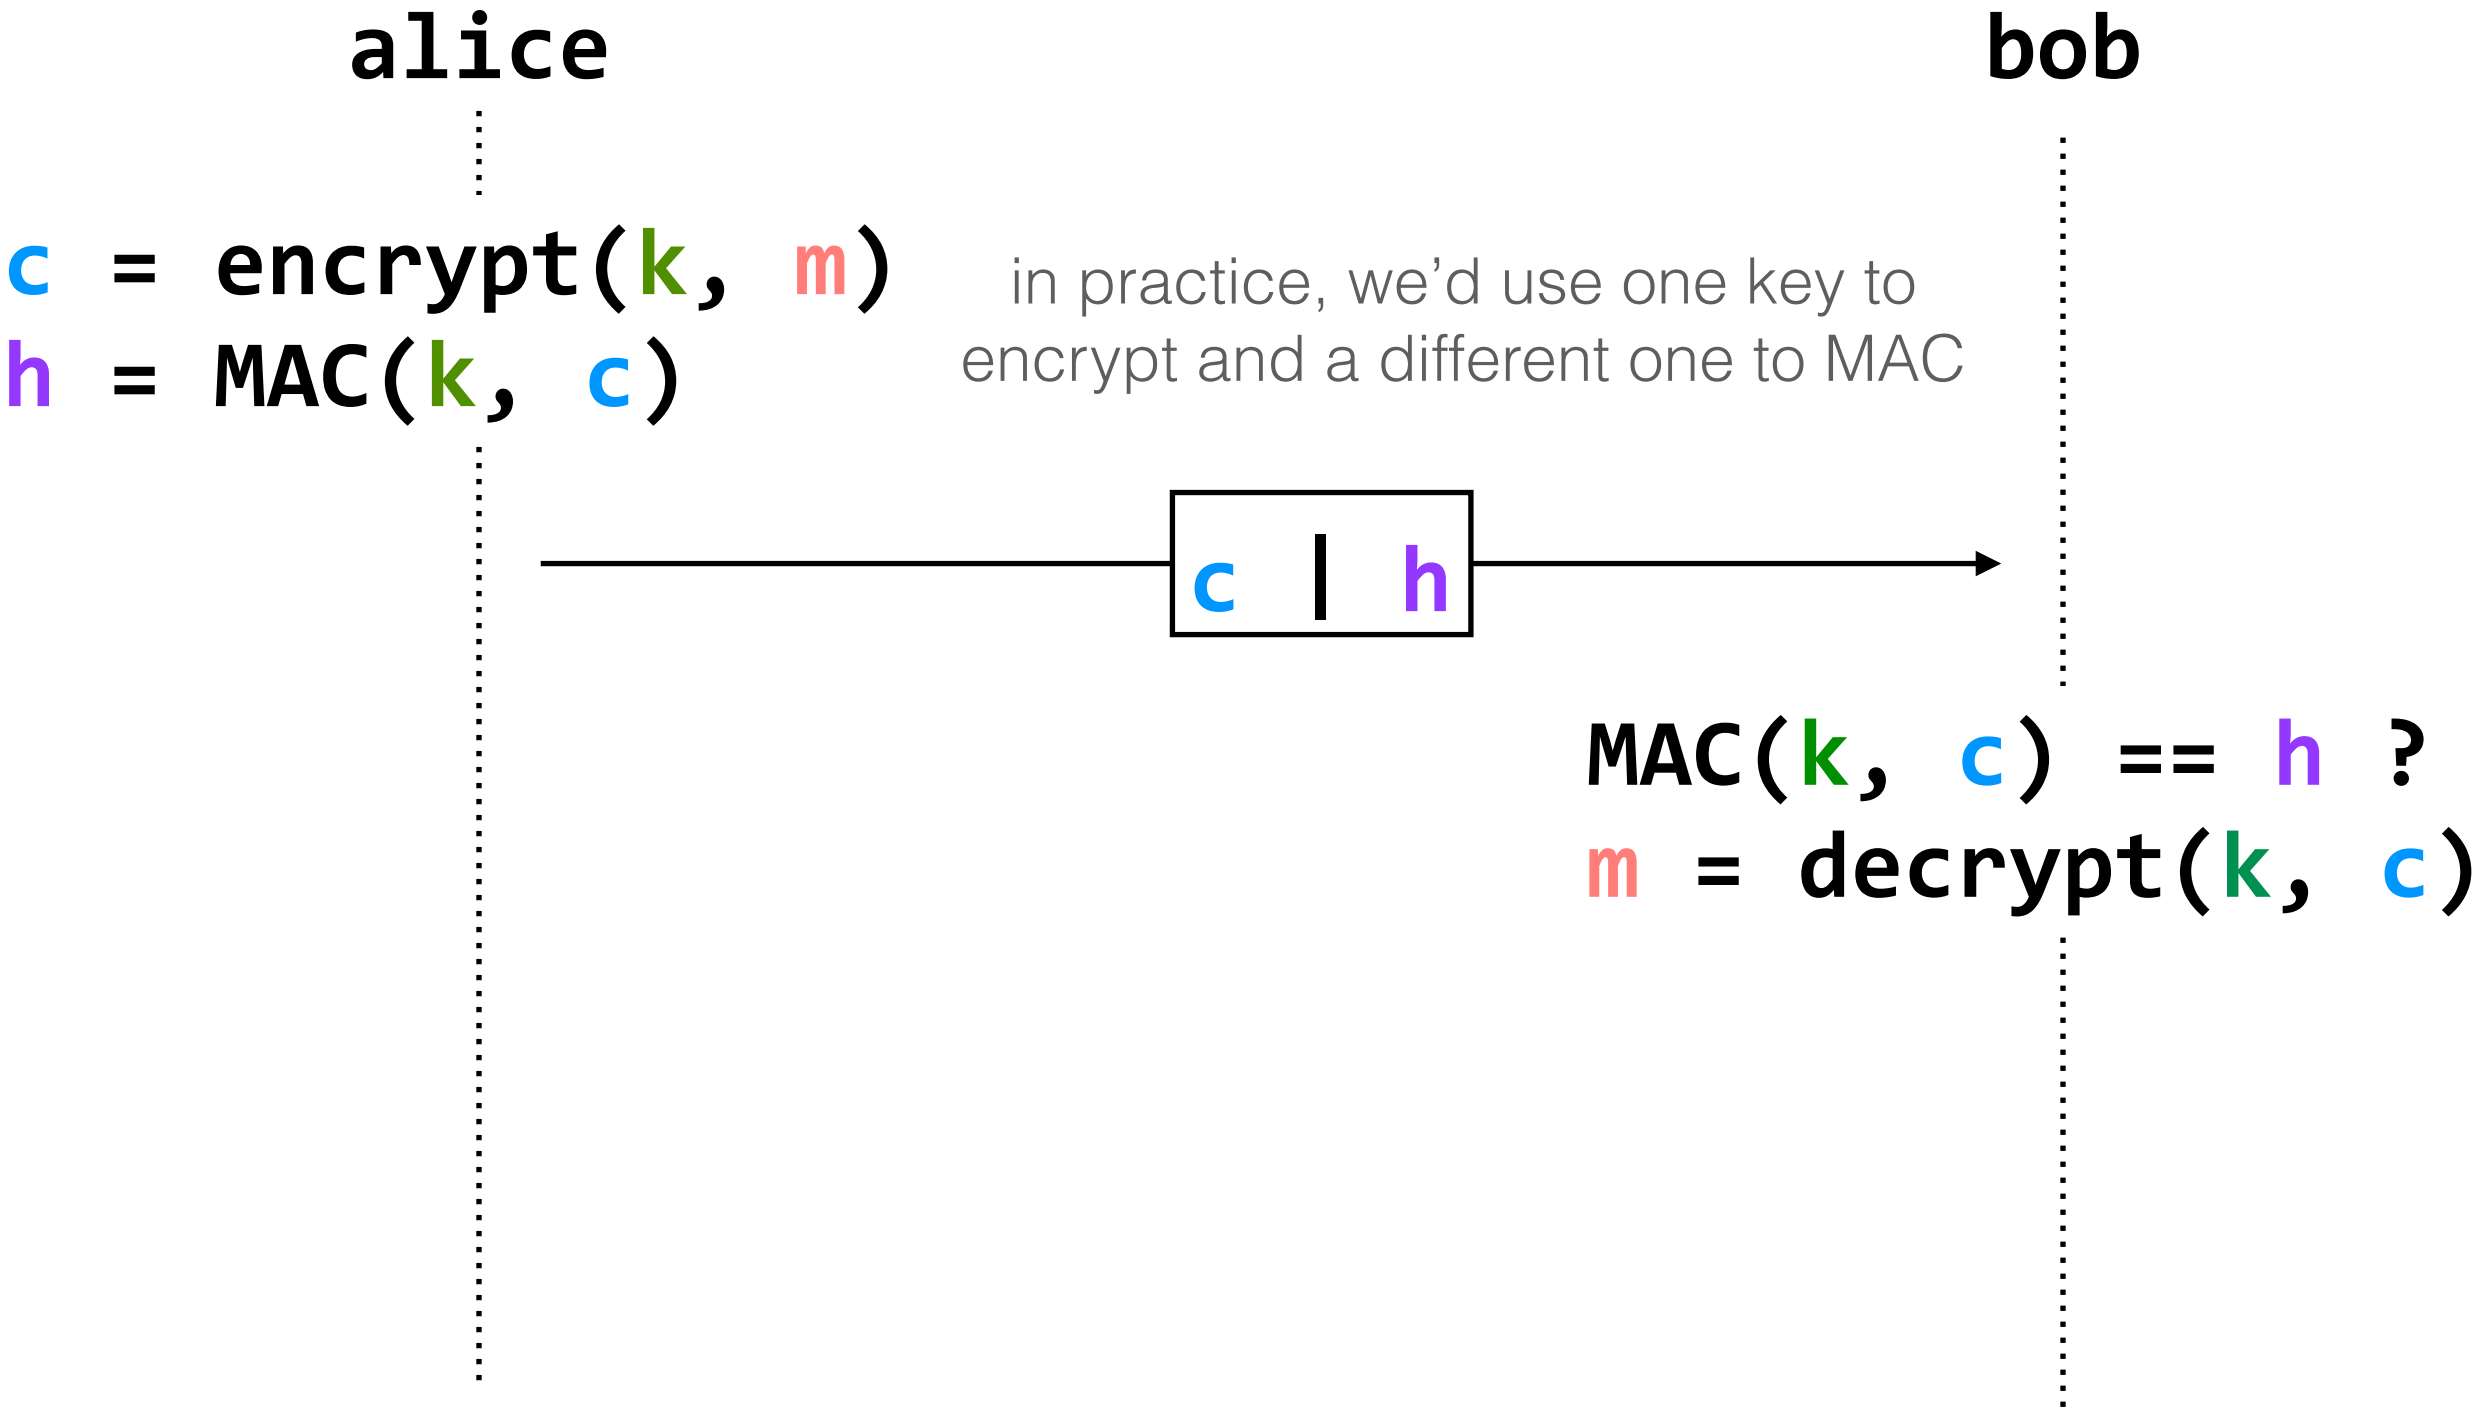 alice
bob
c = encrypt(k, m)
h = MAC(k, c)
in practice, we’d use one key to
encrypt and a different one to MAC
c | h
MAC(k, c) == h ?
m = decrypt(k, c)